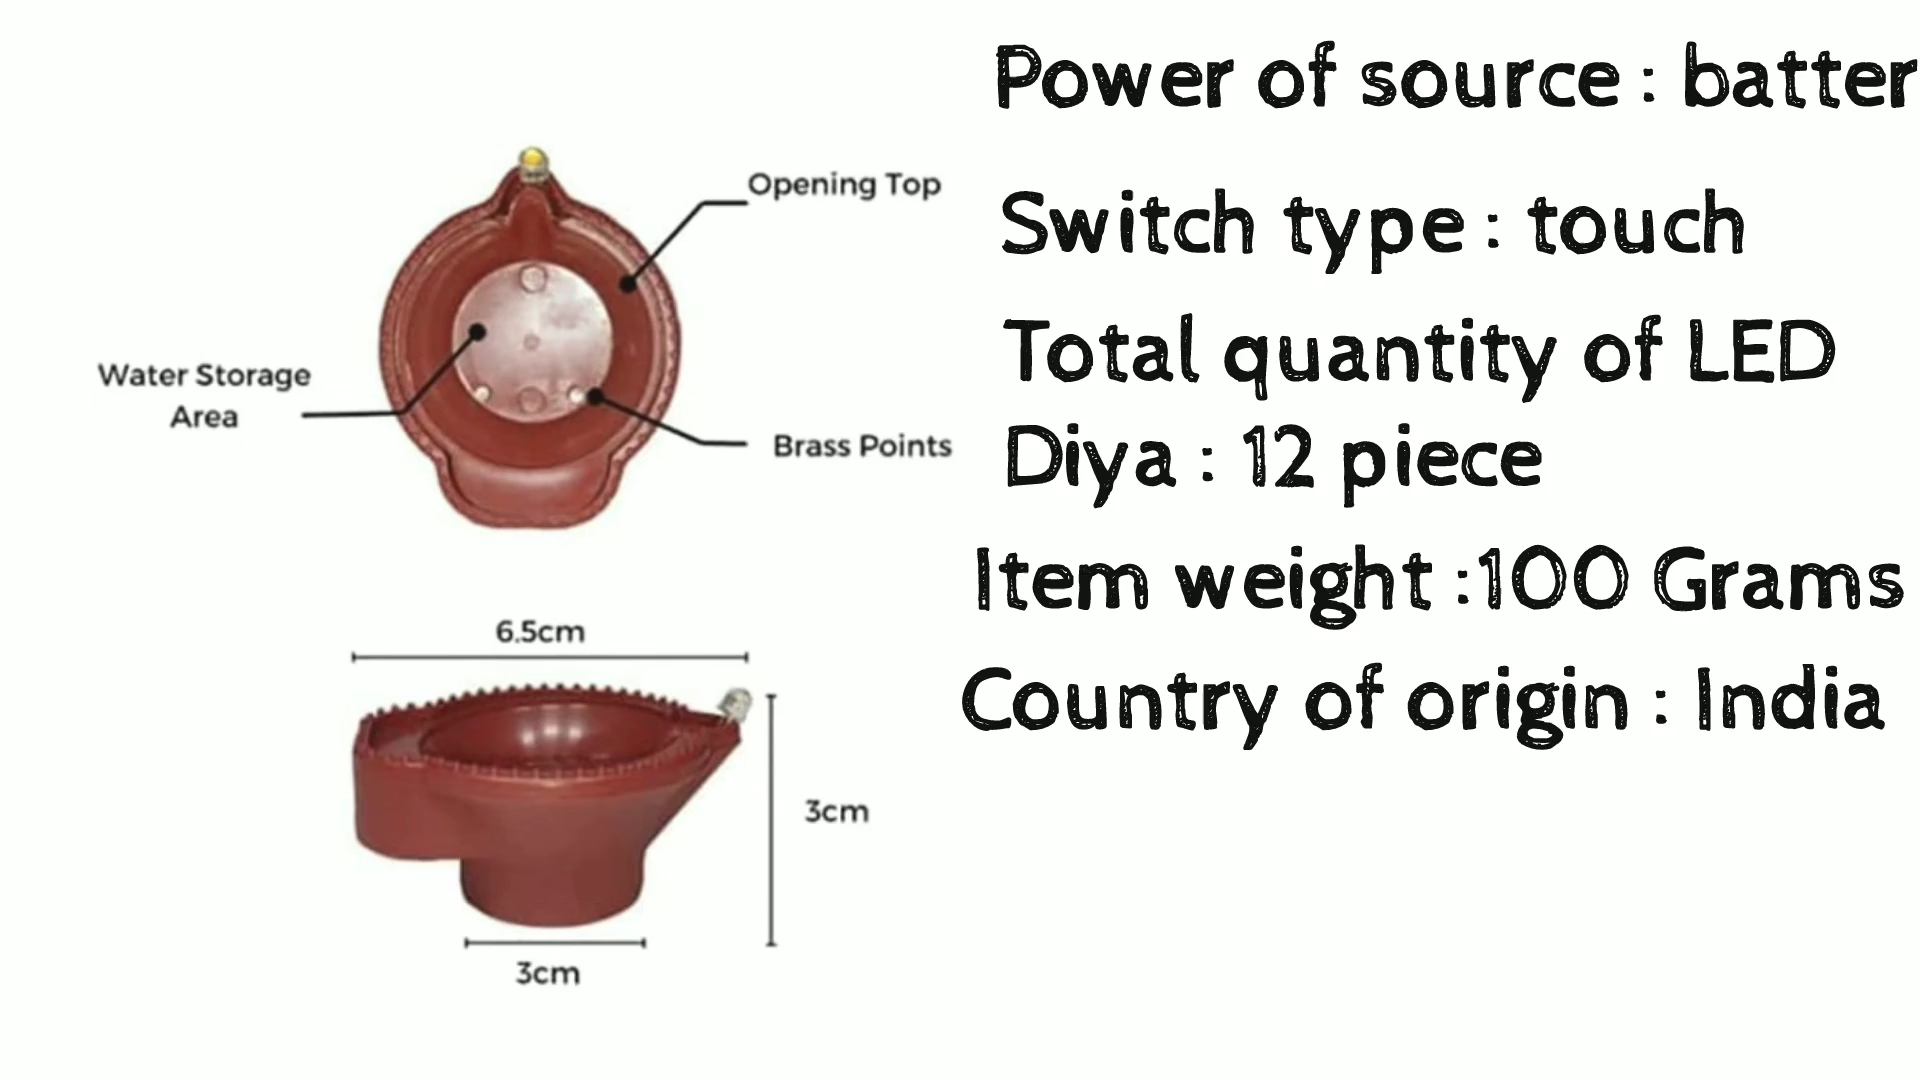 Power of source : batter
Opening Top
Switch type : touch
Total quantity of LED
Water Storage
Area
Brass Points
Diya : 12 piece
Item weight :100 Grams
6.5cm
Country of origin : India
3cm
3cm